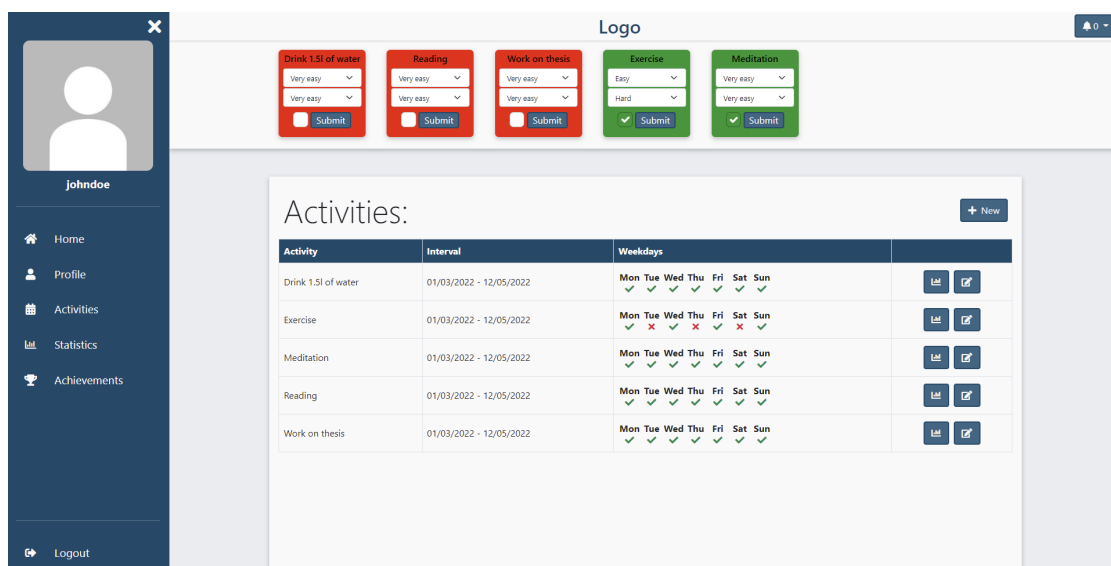 Logo
0
Drink 1.5l of water Reading Work on thesis Exercise Meditation
Very easy Very easy Very easy Easy Very easy
Very easy Very easy Very easy Hard Very easy
Submit Submit Submit Submit Submit
johndoe
Home
Profile
Activities
Statistics
Achievements
Logout
Activities:
+ New
Activity Interval Weekdays
Mon Tue Wed Thu Fri Sat Sun
Drink 1.5l of water 01/03/2022 - 12/05/2022
Mon Tue Wed Thu Fri Sat Sun
Exercise 01/03/2022 - 12/05/2022
Mon Tue Wed Thu Fri Sat Sun
Meditation 01/03/2022 - 12/05/2022
Mon Tue Wed Thu Fri Sat Sun
Reading 01/03/2022 - 12/05/2022
Mon Tue Wed Thu Fri Sat Sun
Work on thesis 01/03/2022 - 12/05/2022